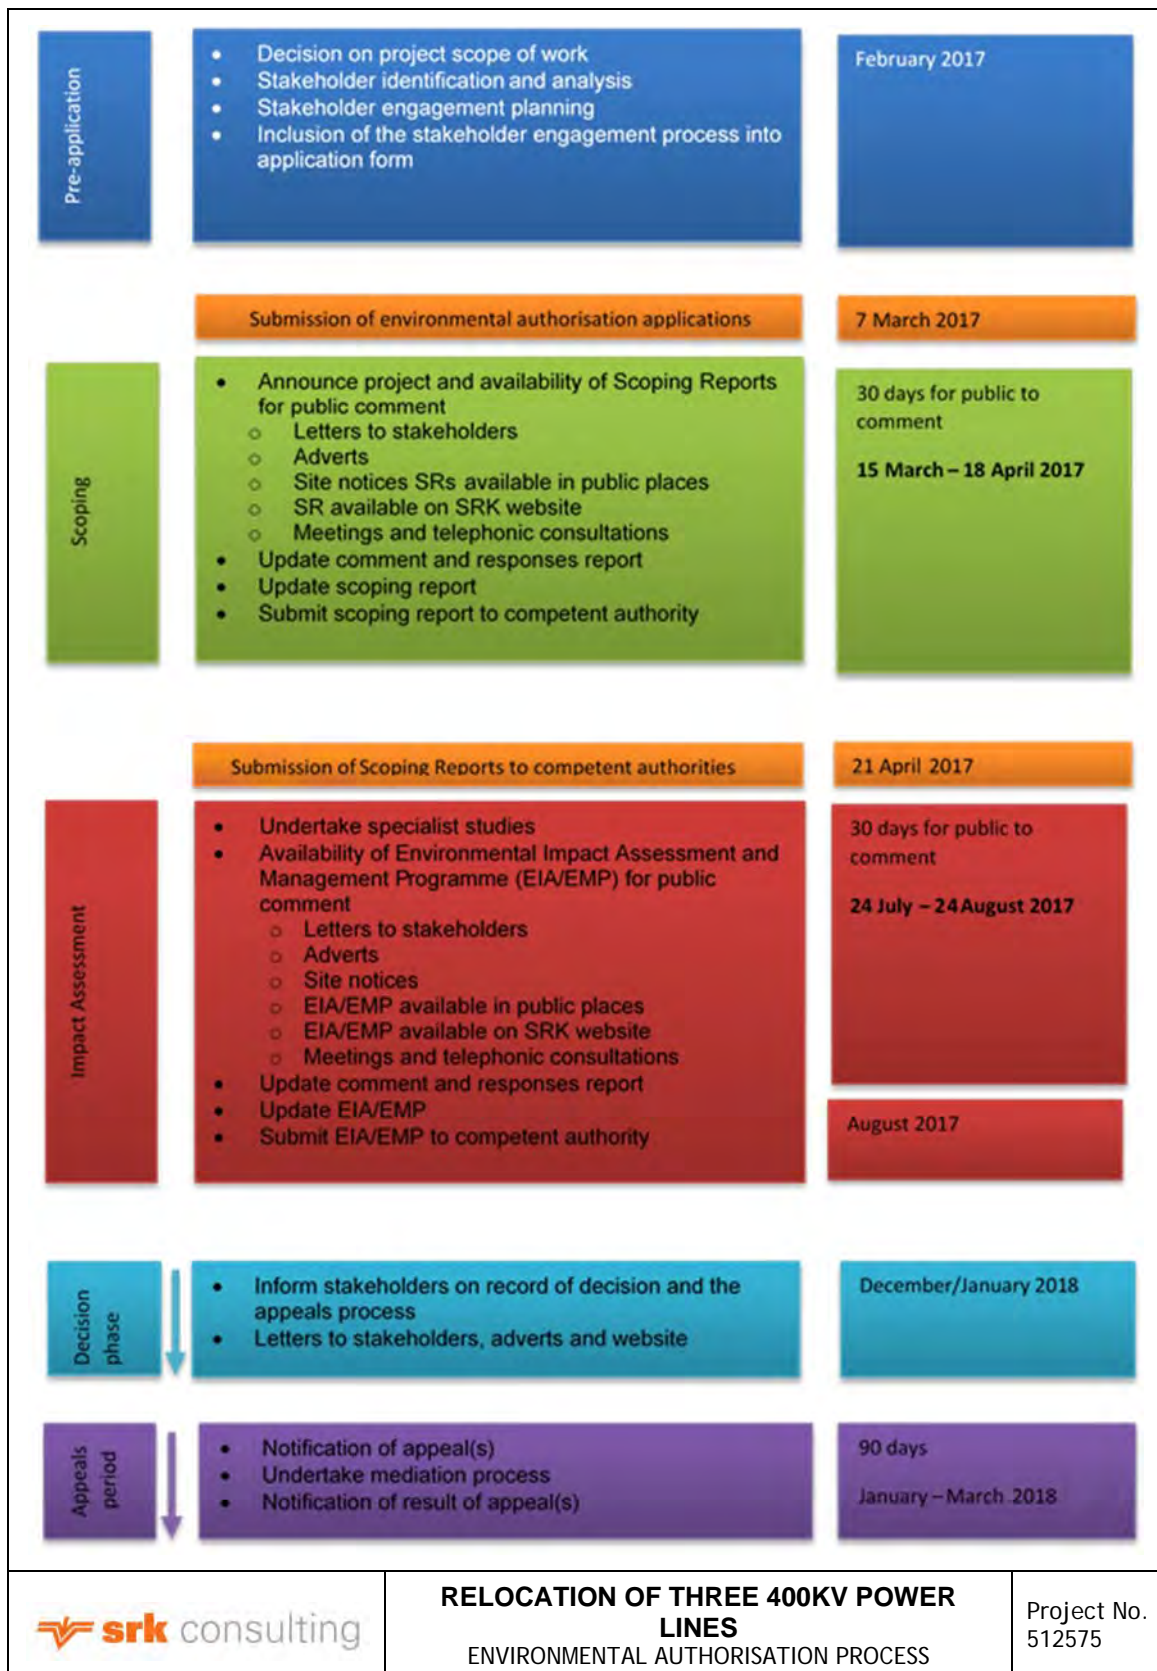 Pre-application
• Decision on project scope of work
• Stakeholder identification and analysis
• Stakeholder engagement planning
• Inclusion of the stakeholder engagement process into
application form
February 2017
Submission of environmental authorisation applications
7 March 2017
Scoping
• Announce project and availability of Scoping Reports
for public comment
o Letters to stakeholders
o Adverts
o Site notices SRs available in public places
o SR available on SRK website
o Meetings and telephonic consultations
• Update comment and responses report
• Update scoping report
• Submit scoping report to competent authority
30 days for public to
comment
15 March – 18 April 2017
Submission of Scoping Reports to competent authorities
21 April 2017
Impact Assessment
• Undertake specialist studies
• Availability of Environmental Impact Assessment and
Management Programme (EIA/EMP) for public
comment
o Letters to stakeholders
o Adverts
o Site notices
o EIA/EMP available in public places
o EIA/EMP available on SRK website
o Meetings and telephonic consultations
• Update comment and responses report
• Update EIA/EMP
• Submit EIA/EMP to competent authority
30 days for public to
comment
24 July – 24 August 2017
August 2017
Decision
phase
• Inform stakeholders on record of decision and the
appeals process
• Letters to stakeholders, adverts and website
December/January 2018
Appeals
period
• Notification of appeal(s)
• Undertake mediation process
• Notification of result of appeal(s)
90 days
January – March 2018
srk consulting
RELOCATION OF THREE 400KV POWER
LINES
ENVIRONMENTAL AUTHORISATION PROCESS
Project No.
512575